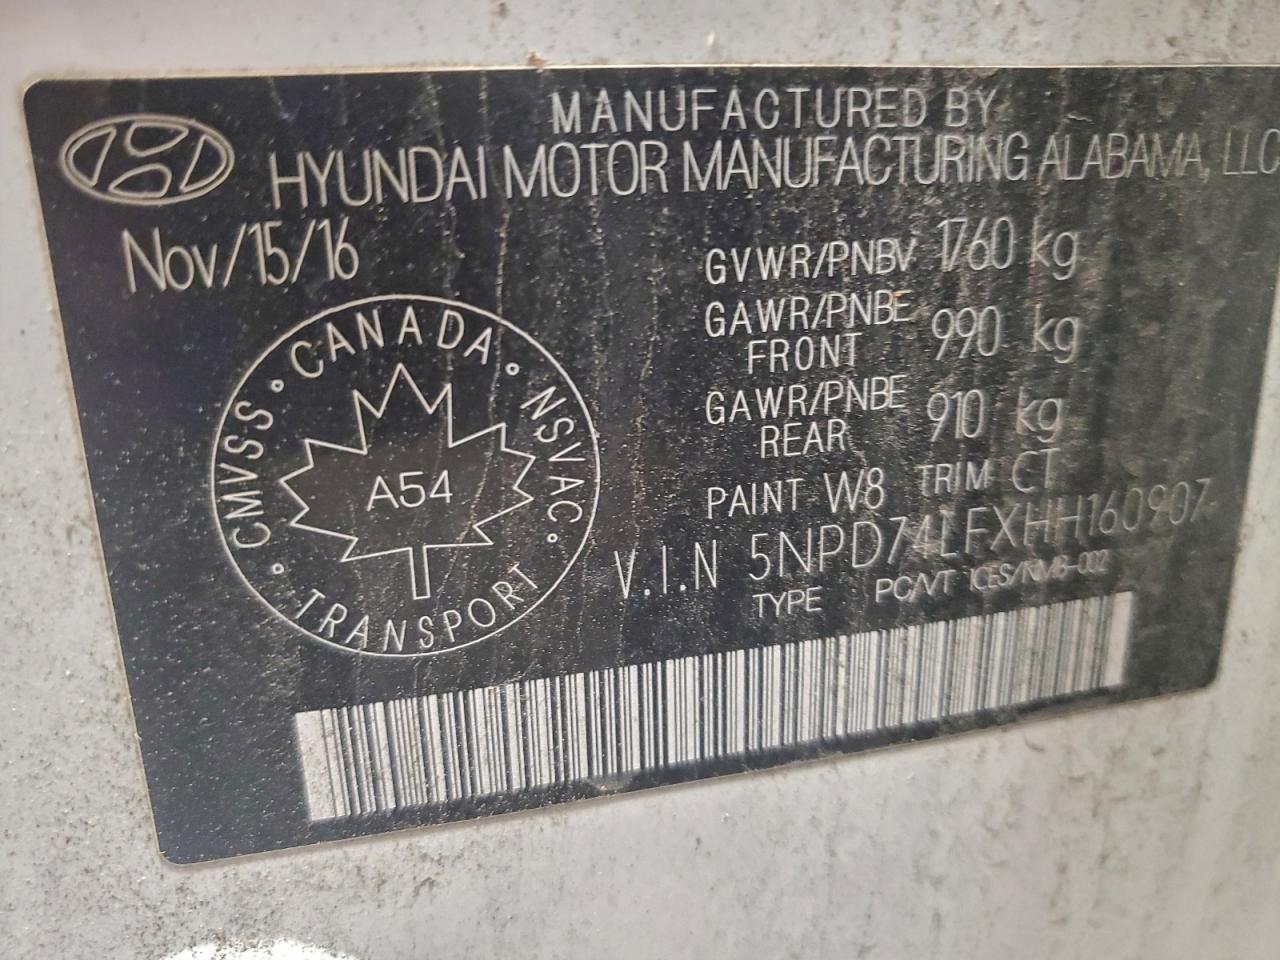 MANUFACTURED BY
HYUNDAI MOTOR MANUFACTURING ALABAMA, LLC
Nov/15/16
GVWR/PNBV 1760 kg
GAWR/PNBE FRONT 990 kg
GAWR/PNBE REAR 910 kg
PAINT W8 TRIM CT
V.I.N 5NPD74LFXHH160907
TYPE PC/VT ICES/NMB-002
CANADA
NSVAC
TRANSPORT
CMVSS
A54